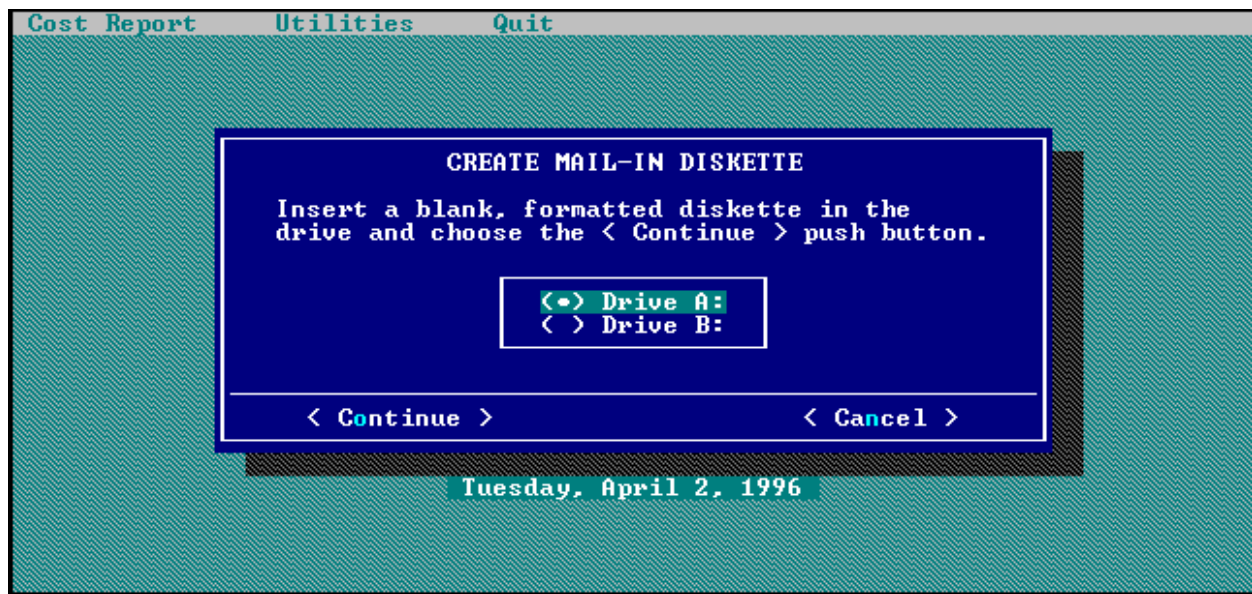 Cost Report Utilities Quit
CREATE MAIL-IN DISKETTE
Insert a blank, formatted diskette in the
drive and choose the < Continue > push button.
(•) Drive A:
( ) Drive B:
< Continue > < Cancel >
Tuesday, April 2, 1996